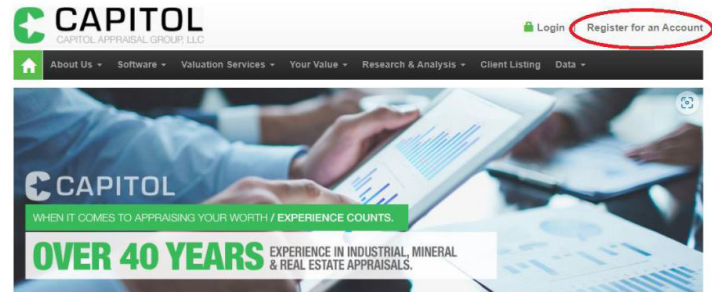 CAPITOL
CAPITOL APPRAISAL GROUP, LLC
Login | Register for an Account
About Us Software Valuation Services Your Value Research & Analysis Client Listing Data
CAPITOL
WHEN IT COMES TO APPRAISING YOUR WORTH / EXPERIENCE COUNTS.
OVER 40 YEARS EXPERIENCE IN INDUSTRIAL, MINERAL
& REAL ESTATE APPRAISALS.